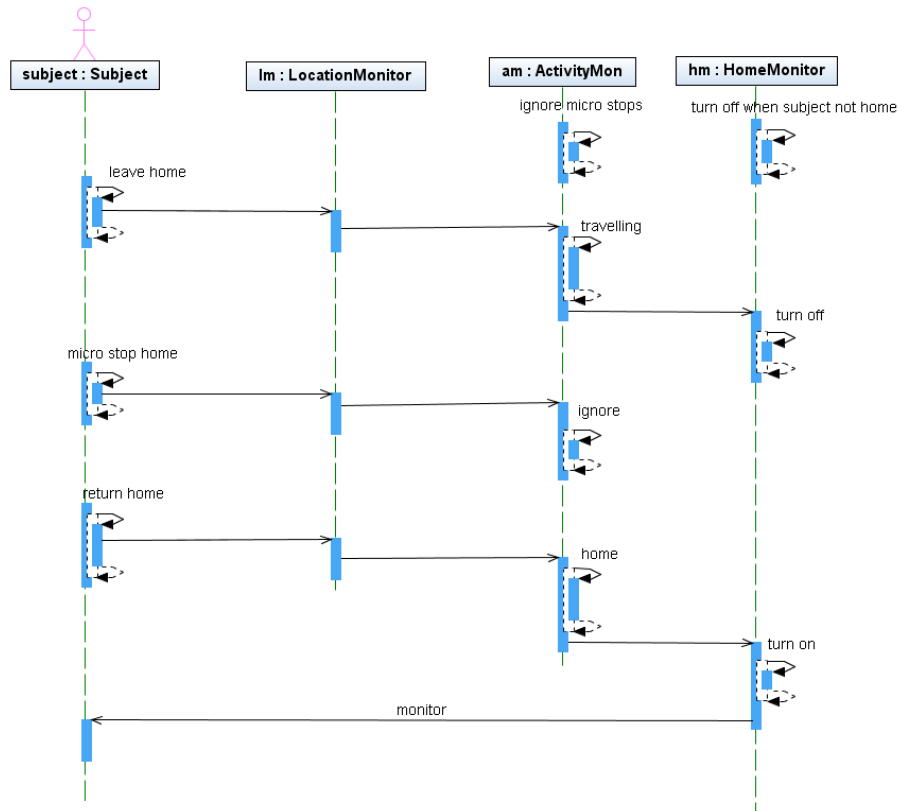 subject : Subject
lm : LocationMonitor
am : ActivityMon
hm : HomeMonitor
ignore micro stops
turn off when subject not home
leave home
travelling
turn off
micro stop home
ignore
return home
home
turn on
monitor